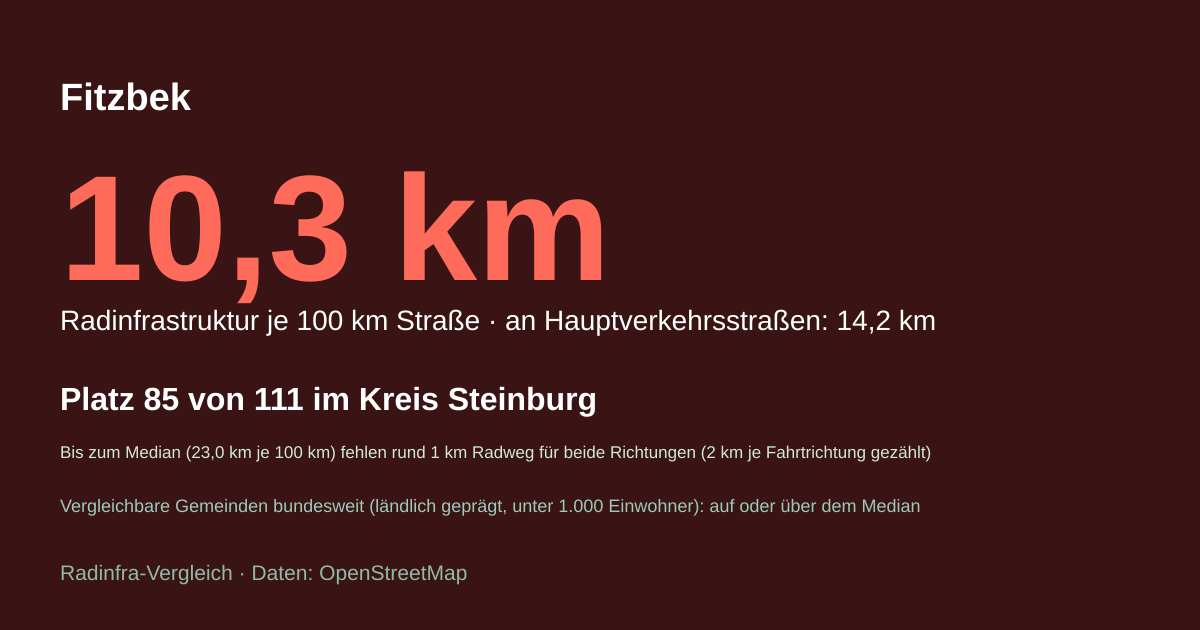 Fitzbek
10,3 km
Radinfrastruktur je 100 km Straße · an Hauptverkehrsstraßen: 14,2 km
Platz 85 von 111 im Kreis Steinburg
Bis zum Median (23,0 km je 100 km) fehlen rund 1 km Radweg für beide Richtungen (2 km je Fahrtrichtung gezählt)
Vergleichbare Gemeinden bundesweit (ländlich geprägt, unter 1.000 Einwohner): auf oder über dem Median
Radinfra-Vergleich · Daten: OpenStreetMap